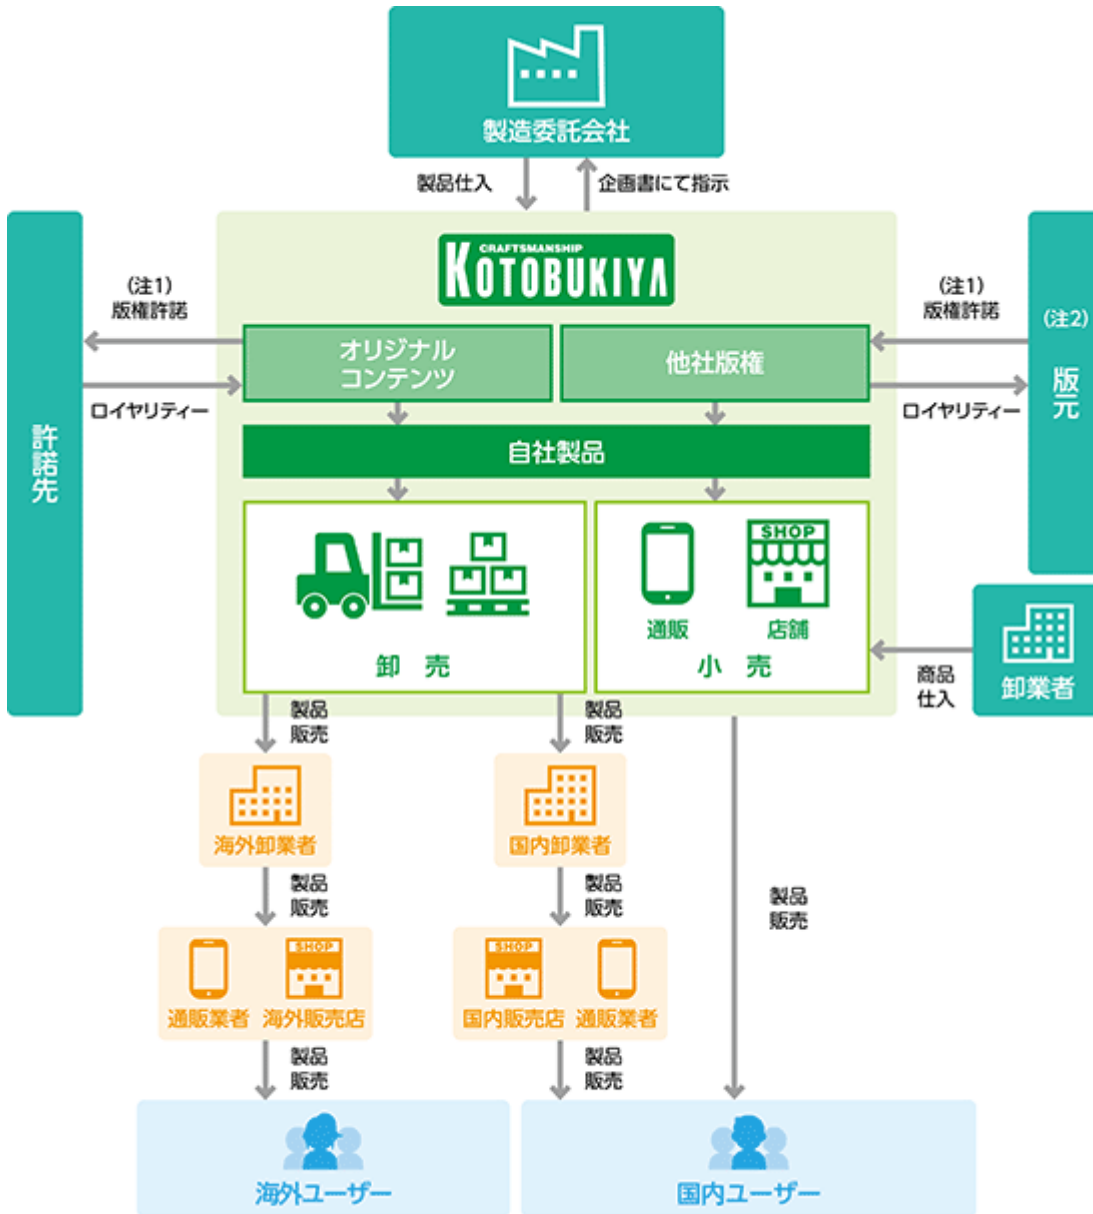 製造委託会社
製品仕入
企画書にて指示
CRAFTSMANSHIP
KOTOBUKIYA
(注1)
版権許諾
ロイヤリティー
許諾先
オリジナル
コンテンツ
他社版権
(注1)
版権許諾
ロイヤリティー
(注2)
版元
自社製品
卸売
SHOP
通販
店舗
小売
商品
仕入
卸業者
製品
販売
製品
販売
海外卸業者
国内卸業者
製品
販売
製品
販売
製品
販売
SHOP
通販業者
海外販売店
SHOP
国内販売店
通販業者
製品
販売
製品
販売
海外ユーザー
国内ユーザー